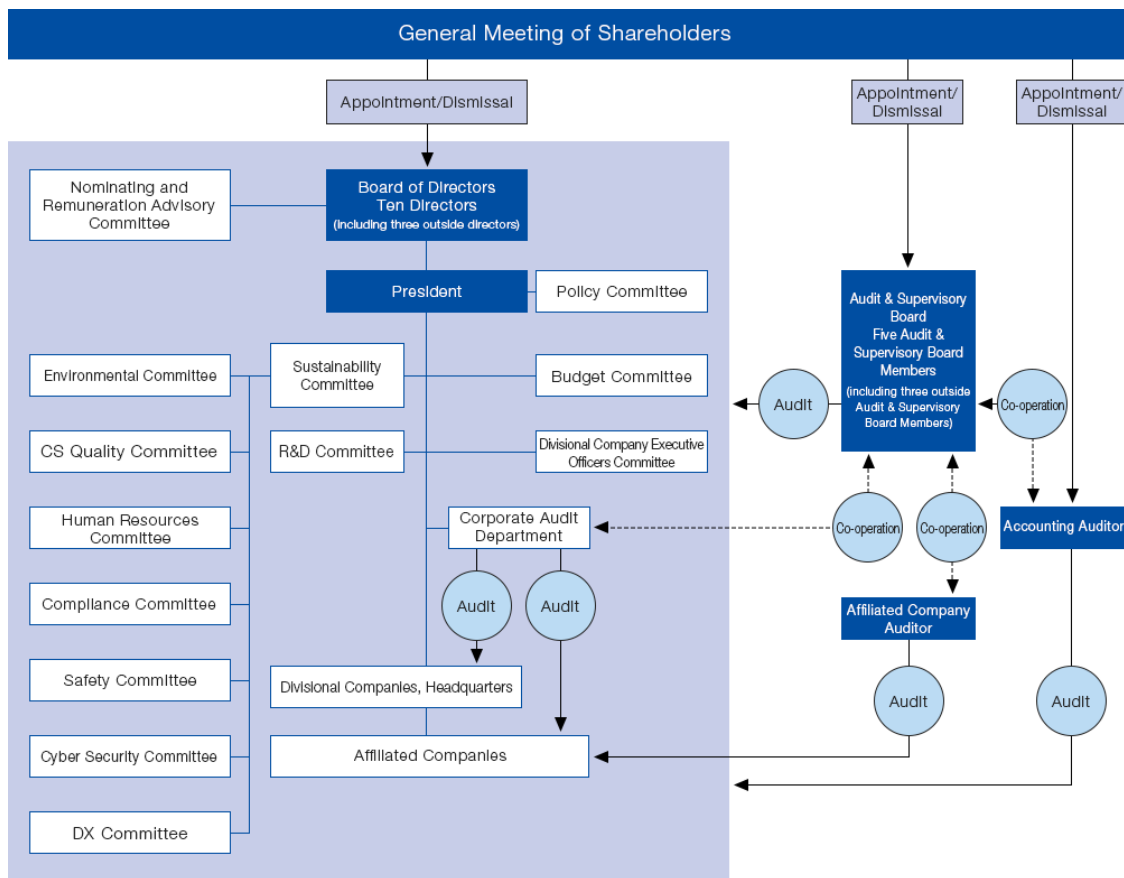 General Meeting of Shareholders
Appointment/Dismissal
Appointment/
Dismissal
Appointment/
Dismissal
Nominating and
Remuneration Advisory
Committee
Board of Directors
Ten Directors
(including three outside directors)
President
Policy Committee
Audit & Supervisory
Board
Five Audit &
Supervisory Board
Members
(including three outside
Audit & Supervisory
Board Members)
Environmental Committee
Sustainability
Committee
Budget Committee
Audit
Co-operation
CS Quality Committee
R&D Committee
Divisional Company Executive
Officers Committee
Human Resources
Committee
Corporate Audit
Department
Co-operation
Co-operation
Accounting Auditor
Compliance Committee
Audit
Audit
Affiliated Company
Auditor
Safety Committee
Divisional Companies, Headquarters
Audit
Audit
Cyber Security Committee
Affiliated Companies
DX Committee